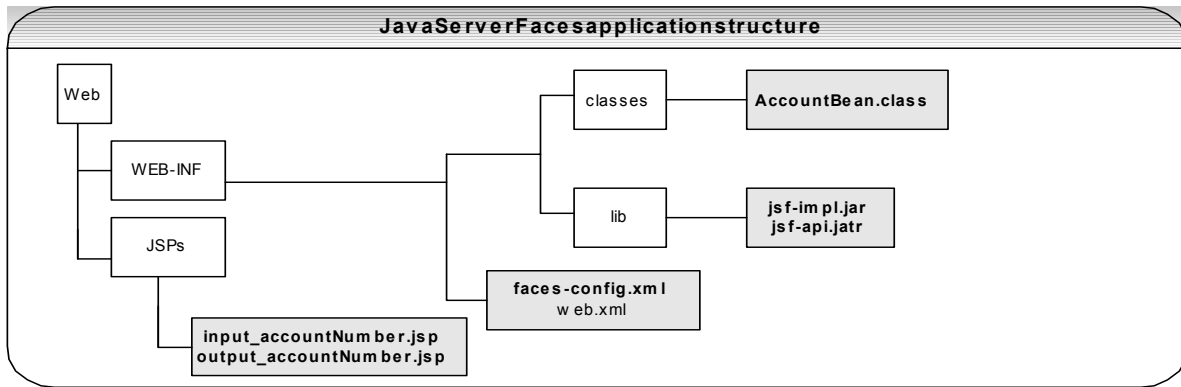 JavaServerFacesapplicationstructure
Web
classes
AccountBean.class
WEB-INF
lib
jsf-impl.jar
jsf-api.jatr
JSPs
faces-config.xml
web.xml
input_accountNumber.jsp
output_accountNumber.jsp